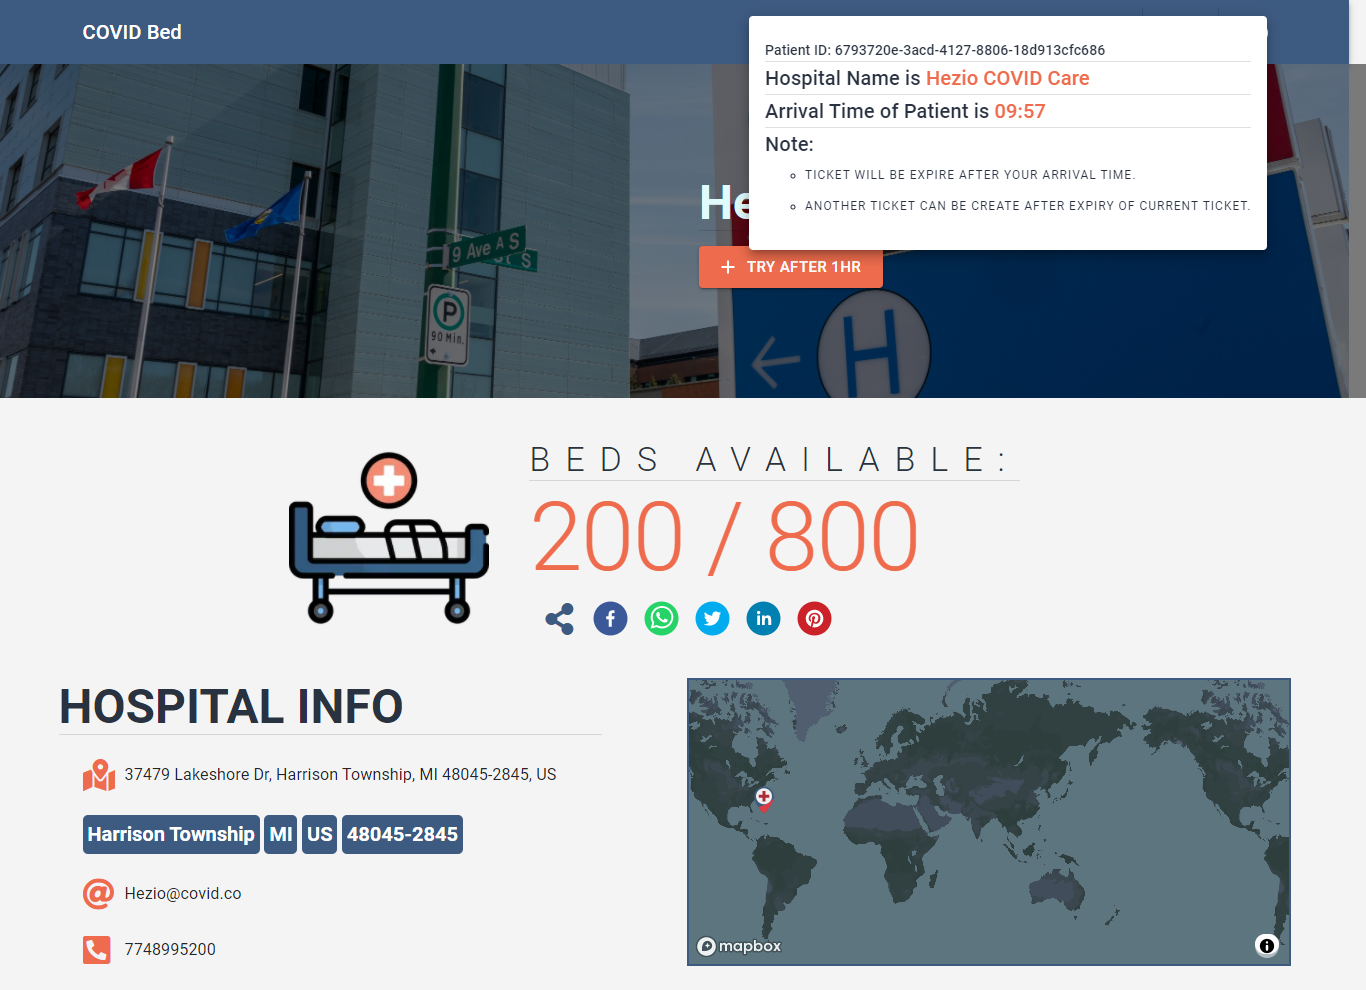 COVID Bed
Patient ID: 6793720e-3acd-4127-8806-18d913cfc686
Hospital Name is Hezio COVID Care
Arrival Time of Patient is 09:57
Note:
TICKET WILL BE EXPIRE AFTER YOUR ARRIVAL TIME.
ANOTHER TICKET CAN BE CREATE AFTER EXPIRY OF CURRENT TICKET.
He
TRY AFTER 1HR
9 Ave A S
St S
P
90 Min.
H
BEDS AVAILABLE:
200 / 800
HOSPITAL INFO
37479 Lakeshore Dr, Harrison Township, MI 48045-2845, US
Harrison Township MI US 48045-2845
Hezio@covid.co
7748995200
mapbox